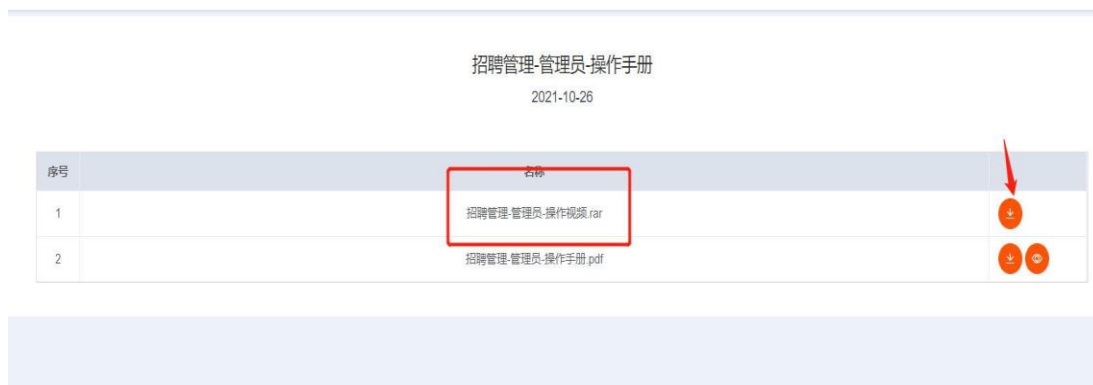 招聘管理-管理员-操作手册
2021-10-26
序号 名称
1 招聘管理-管理员-操作视频.rar
2 招聘管理-管理员-操作手册.pdf